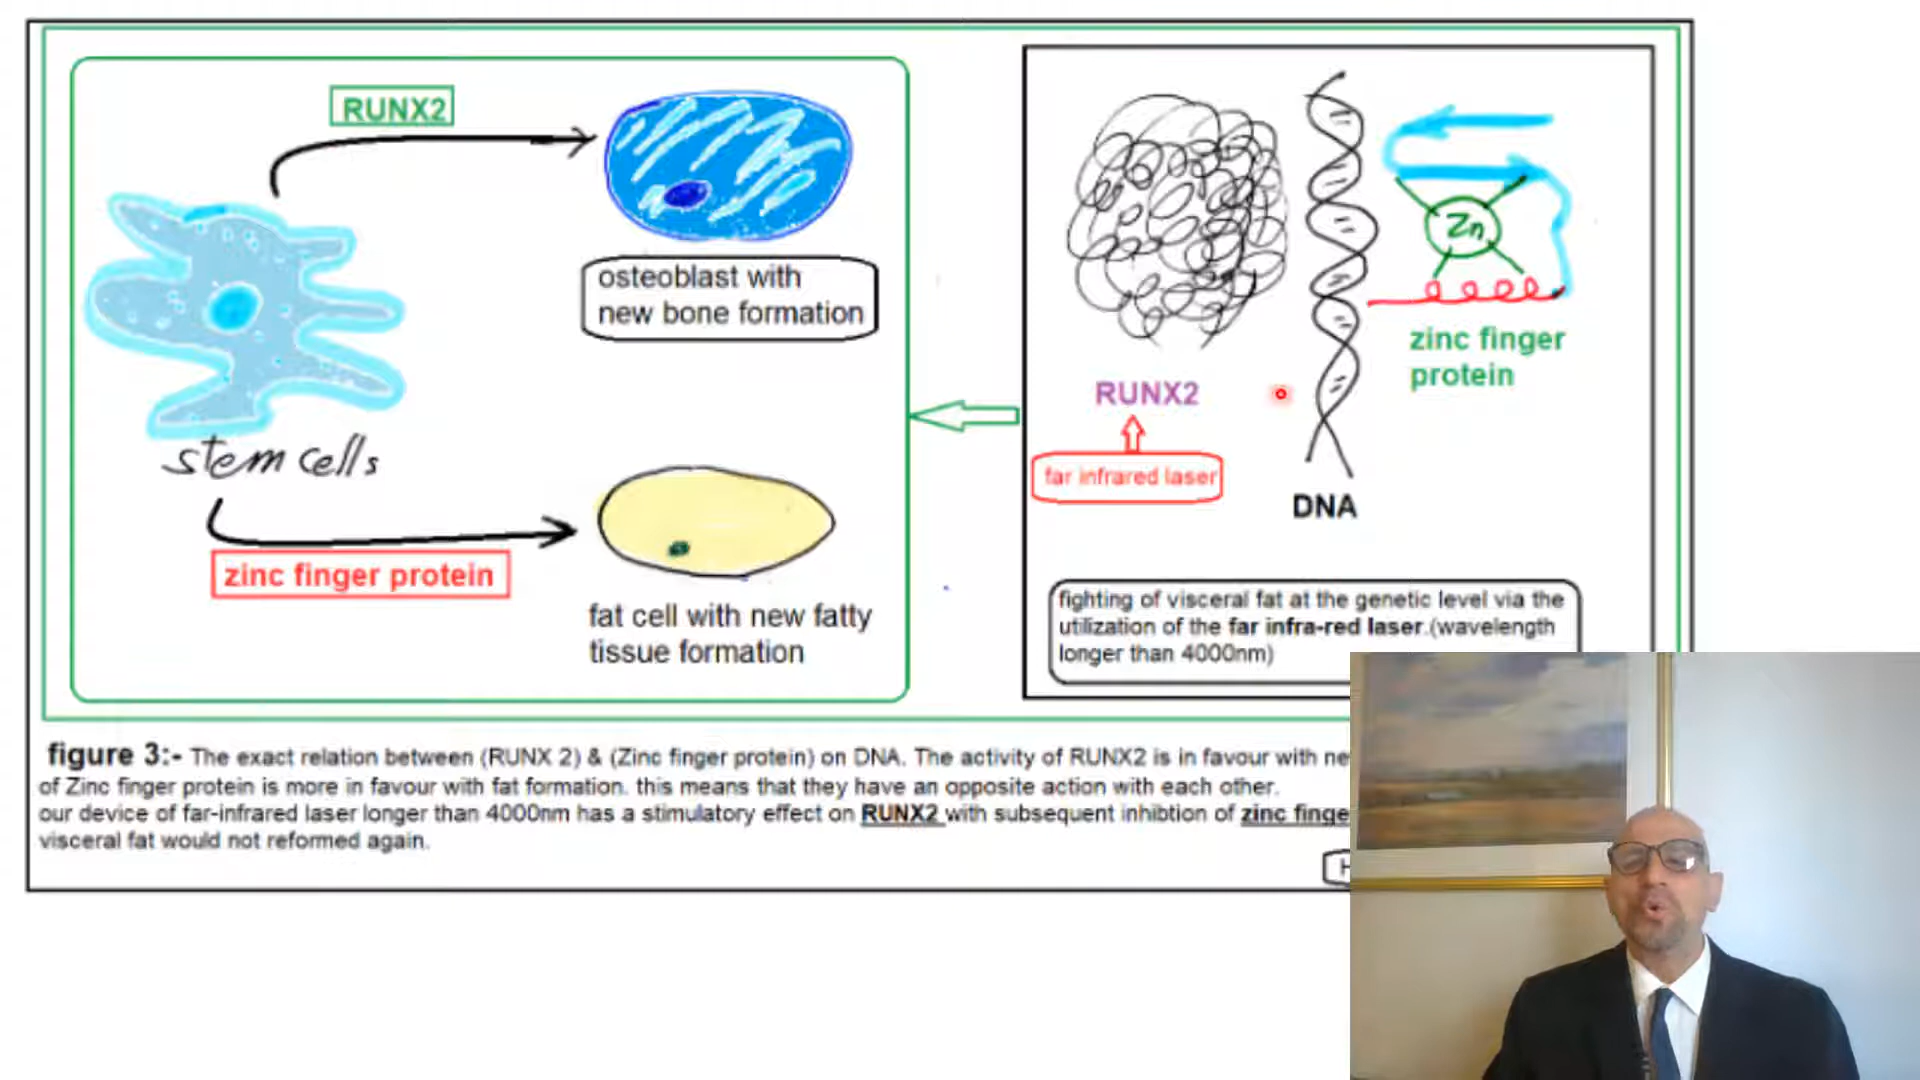 RUNX2
osteoblast with
new bone formation
stem cells
zinc finger protein
fat cell with new fatty
tissue formation
Zn
zinc finger
protein
RUNX2
far infrared laser
DNA
fighting of visceral fat at the genetic level via the
utilization of the far infra-red laser.(wavelength
longer than 4000nm)
figure 3:- The exact relation between (RUNX 2) & (Zinc finger protein) on DNA. The activity of RUNX2 is in favour with
of Zinc finger protein is more in favour with fat formation. this means that they have an opposite action with each other.
our device of far-infrared laser longer than 4000nm has a stimulatory effect on RUNX2 with subsequent inhibtion of zinc
visceral fat would not reformed again.